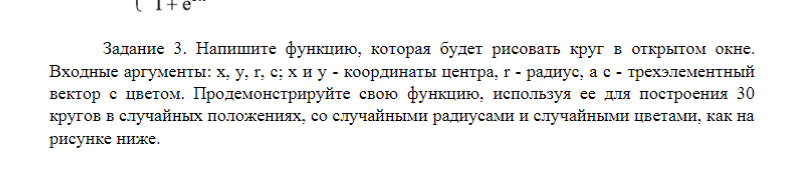 Задание 3. Напишите функцию, которая будет рисовать круг в открытом окне.
Входные аргументы: x, y, r, c; x и y - координаты центра, r - радиус, а c - трехэлементный
вектор с цветом. Продемонстрируйте свою функцию, используя ее для построения 30
кругов в случайных положениях, со случайными радиусами и случайными цветами, как на
рисунке ниже.